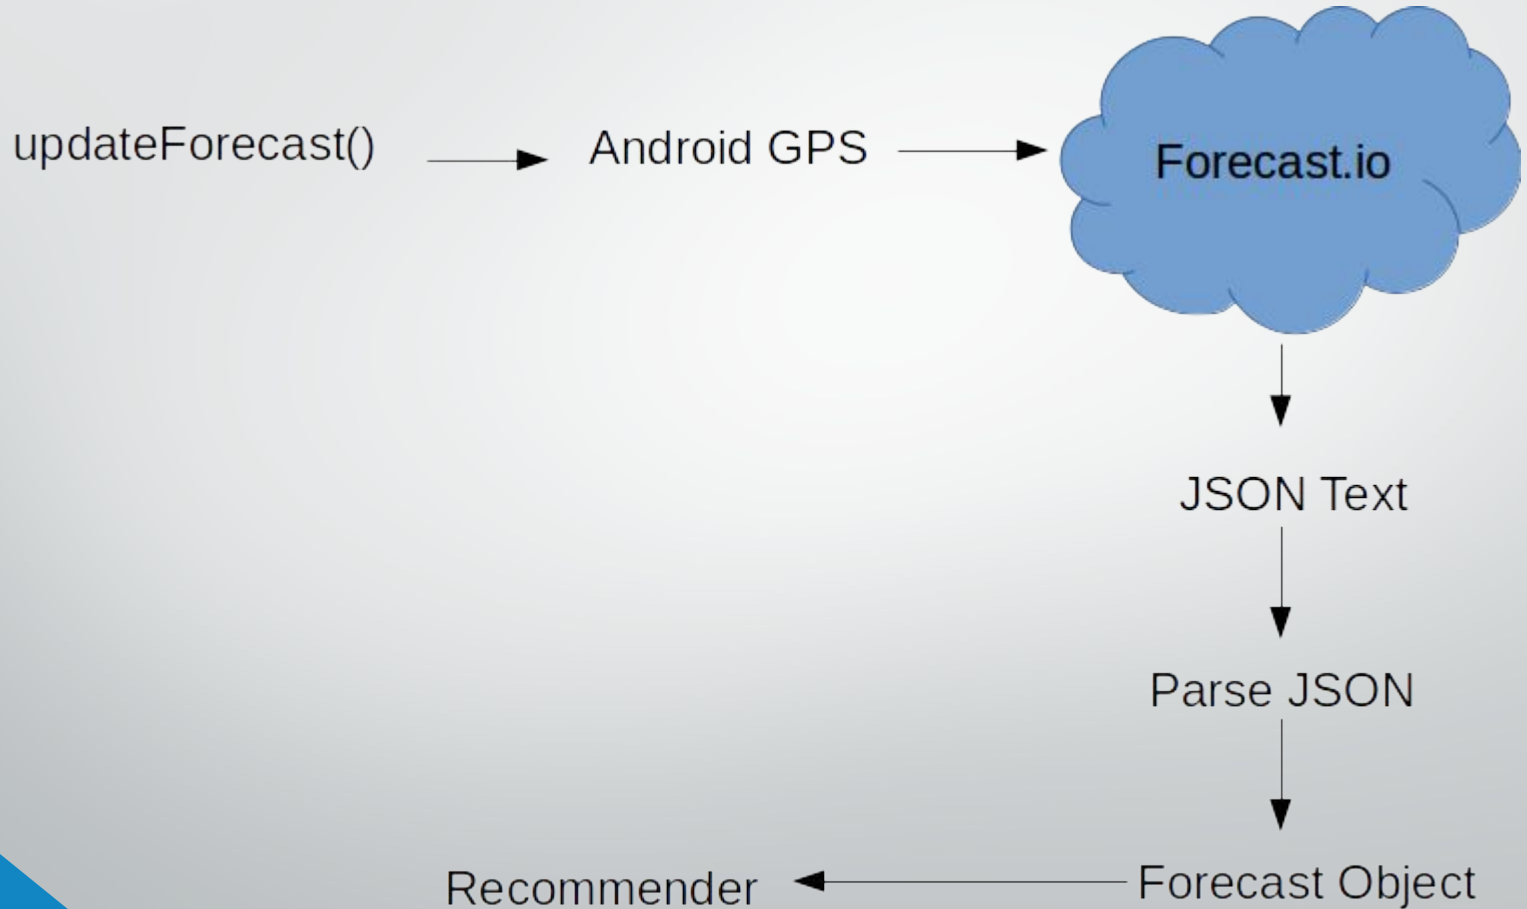 updateForecast()
Android GPS
Forecast.io
JSON Text
Parse JSON
Forecast Object
Recommender